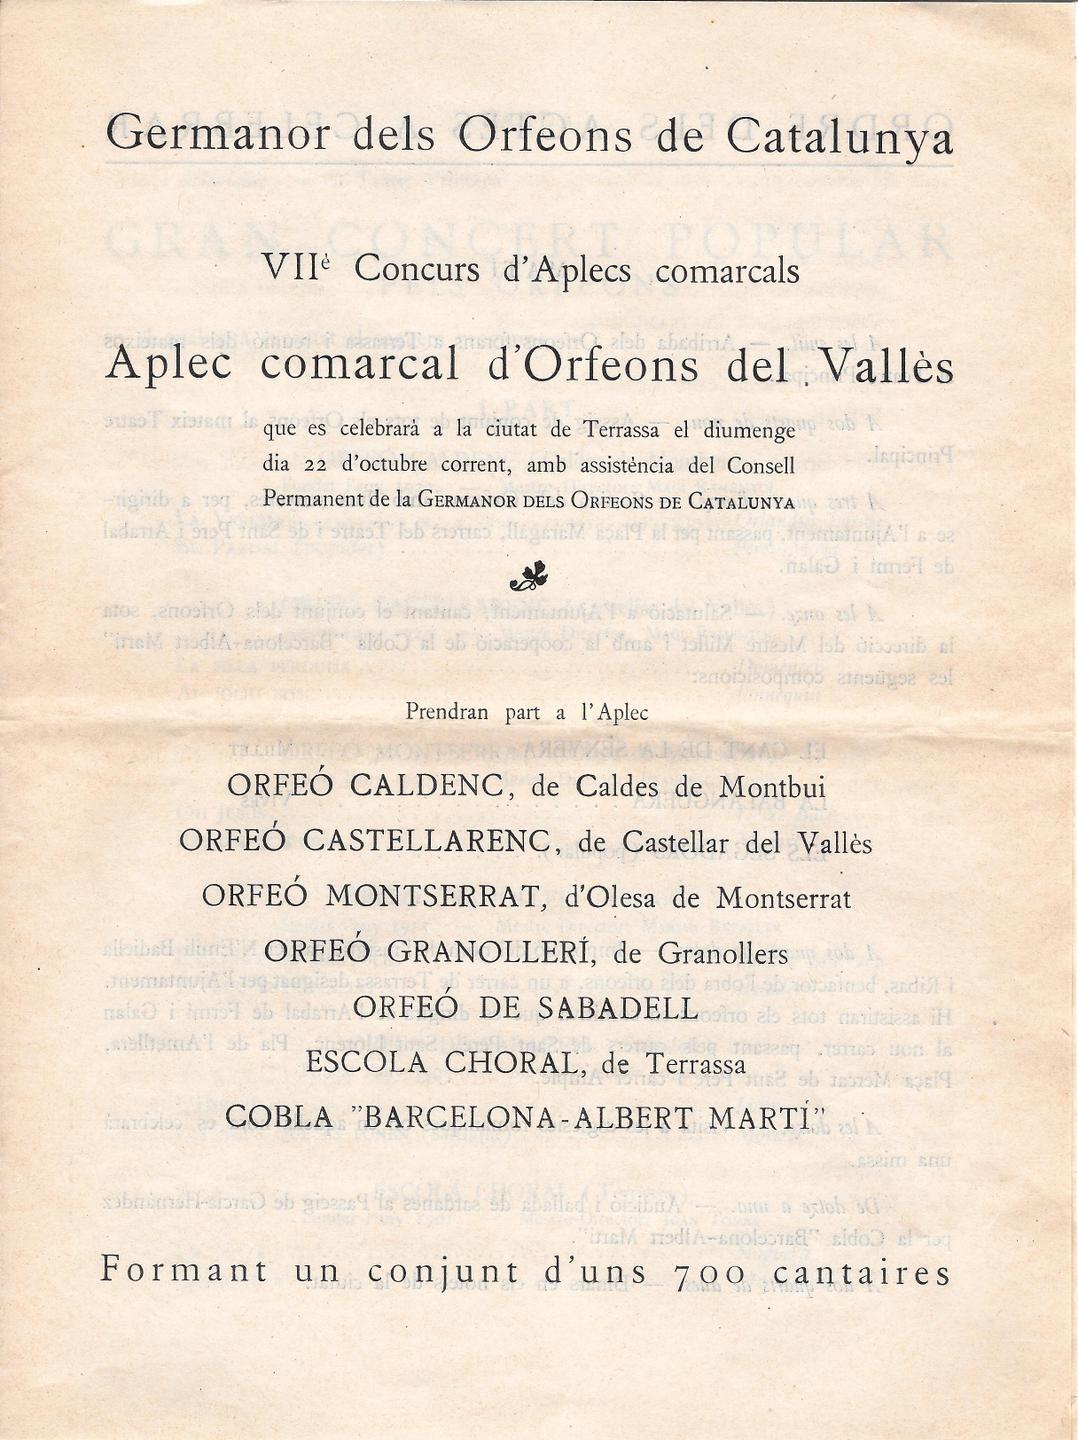 Germanor dels Orfeons de Catalunya
VIIè Concurs d'Aplecs comarcals
Aplec comarcal d'Orfeons del Vallès
que es celebrarà a la ciutat de Terrassa el diumenge
dia 22 d'octubre corrent, amb assistència del Consell
Permanent de la GERMANOR DELS ORFEONS DE CATALUNYA
Prendran part a l'Aplec
ORFEÓ CALDENC, de Caldes de Montbui
ORFEÓ CASTELLARENC, de Castellar del Vallès
ORFEÓ MONTSERRAT, d'Olesa de Montserrat
ORFEÓ GRANOLLERÍ, de Granollers
ORFEÓ DE SABADELL
ESCOLA CHORAL, de Terrassa
COBLA "BARCELONA-ALBERT MARTÍ"
Formant un conjunt d'uns 700 cantaires